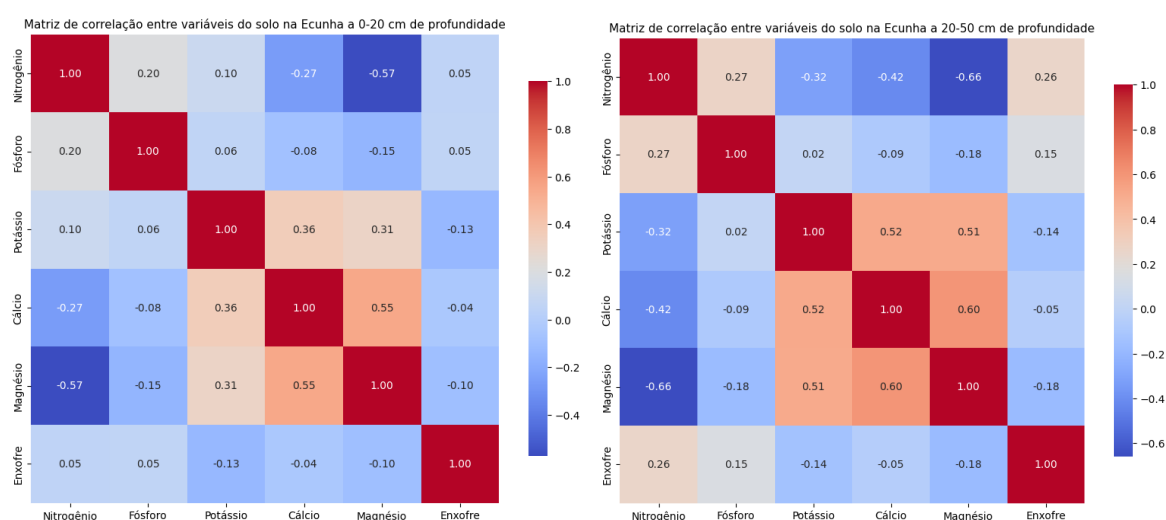 Matriz de correlação entre variáveis do solo na Ecunha a 0-20 cm de profundidade
Nitrogênio 1.00 0.20 0.10 -0.27 -0.57 0.05
Fósforo 0.20 1.00 0.06 -0.08 -0.15 0.05
Potássio 0.10 0.06 1.00 0.36 0.31 -0.13
Cálcio -0.27 -0.08 0.36 1.00 0.55 -0.04
Magnésio -0.57 -0.15 0.31 0.55 1.00 -0.10
Enxofre 0.05 0.05 -0.13 -0.04 -0.10 1.00
Nitrogênio Fósforo Potássio Cálcio Magnésio Enxofre
1.0
0.8
0.6
0.4
0.2
0.0
−0.2
−0.4
Matriz de correlação entre variáveis do solo na Ecunha a 20-50 cm de profundidade
Nitrogênio 1.00 0.27 -0.32 -0.42 -0.66 0.26
Fósforo 0.27 1.00 0.02 -0.09 -0.18 0.15
Potássio -0.32 0.02 1.00 0.52 0.51 -0.14
Cálcio -0.42 -0.09 0.52 1.00 0.60 -0.05
Magnésio -0.66 -0.18 0.51 0.60 1.00 -0.18
Enxofre 0.26 0.15 -0.14 -0.05 -0.18 1.00
Nitrogênio Fósforo Potássio Cálcio Magnésio Enxofre
1.0
0.8
0.6
0.4
0.2
0.0
−0.2
−0.4
−0.6